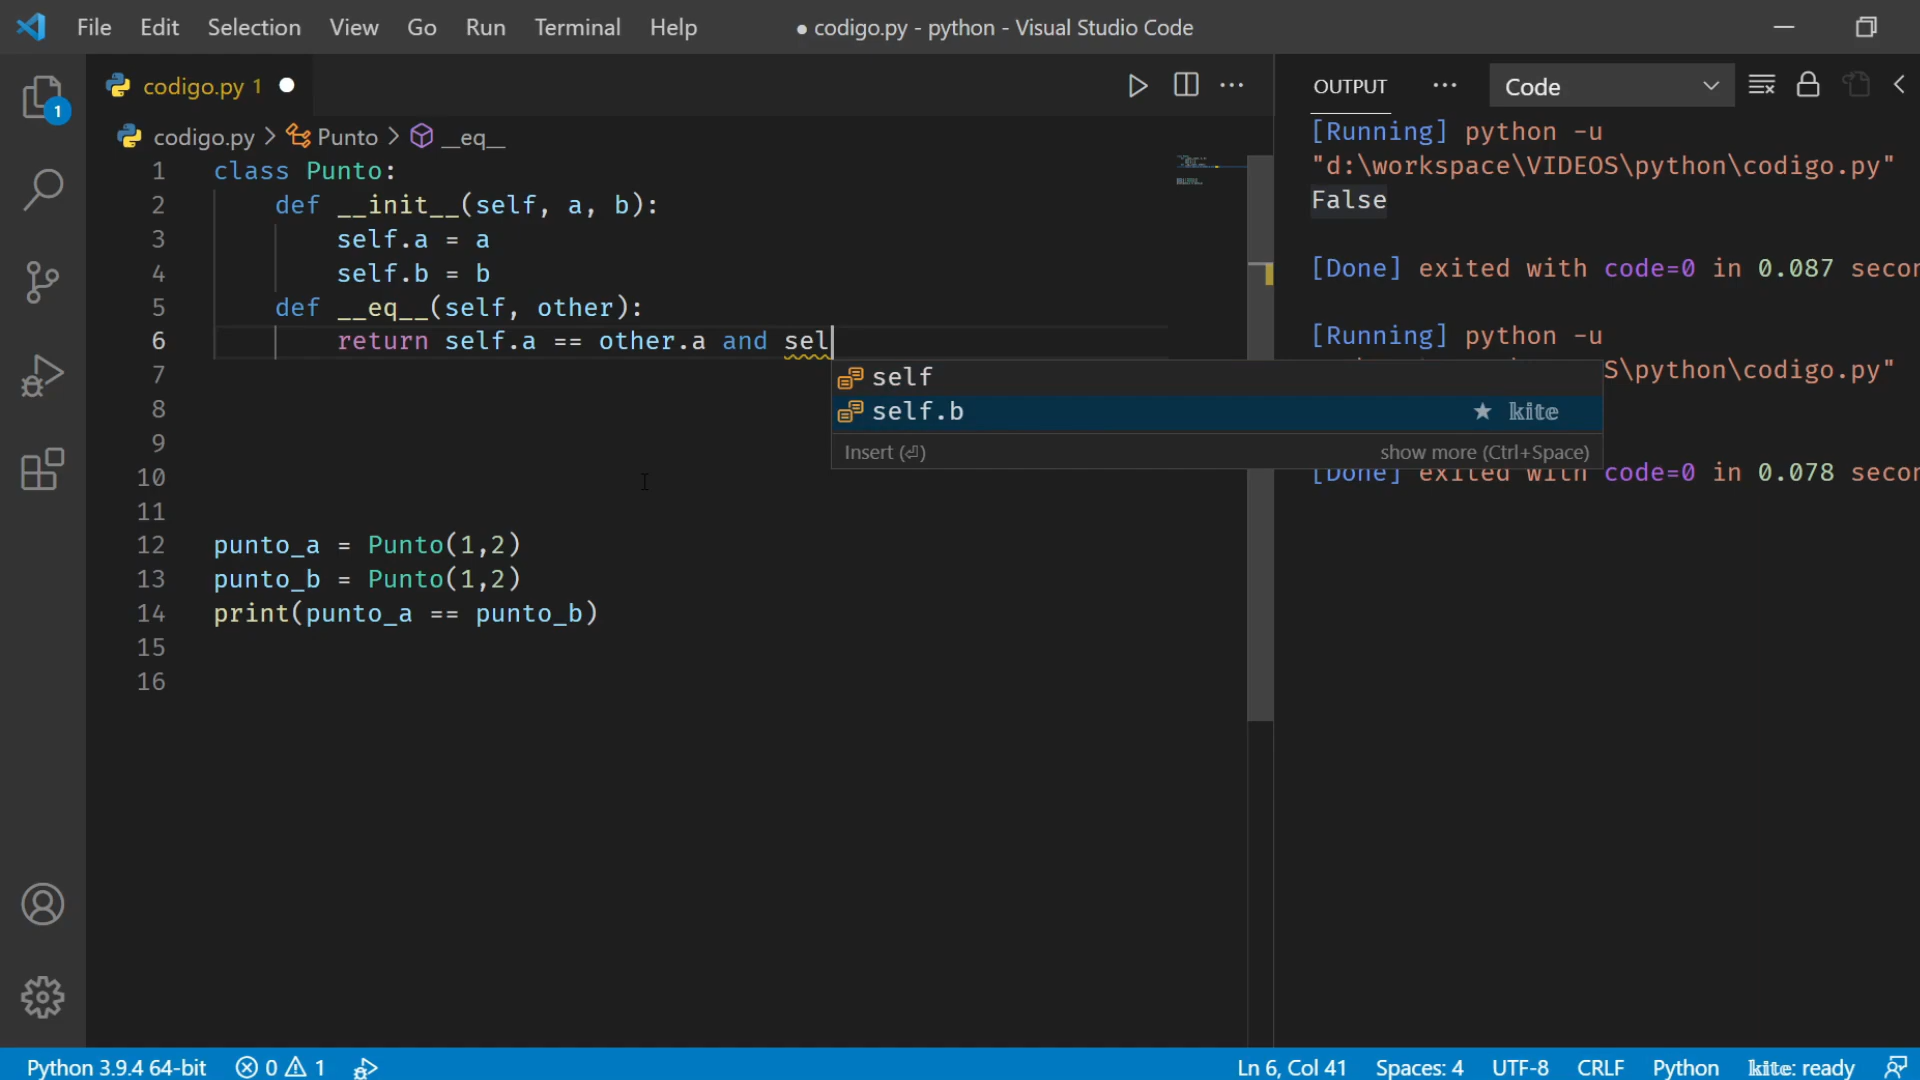 File Edit Selection View Go Run Terminal Help ● codigo.py - python - Visual Studio Code
codigo.py 1
OUTPUT Code
codigo.py > Punto > __eq__
1 class Punto:
2 def __init__(self, a, b):
3 self.a = a
4 self.b = b
5 def __eq__(self, other):
6 return self.a == other.a and sel
self
self.b ★ kite
Insert (⏎) show more (Ctrl+Space)
7
8
9
10
11
12 punto_a = Punto(1,2)
13 punto_b = Punto(1,2)
14 print(punto_a == punto_b)
15
16
[Running] python -u
"d:\workspace\VIDEOS\python\codigo.py"
False
[Done] exited with code=0 in 0.087 secon
[Running] python -u
S\python\codigo.py"
[Done] exited with code=0 in 0.078 secon
1
Python 3.9.4 64-bit 0 1 Ln 6, Col 41 Spaces: 4 UTF-8 CRLF Python kite: ready